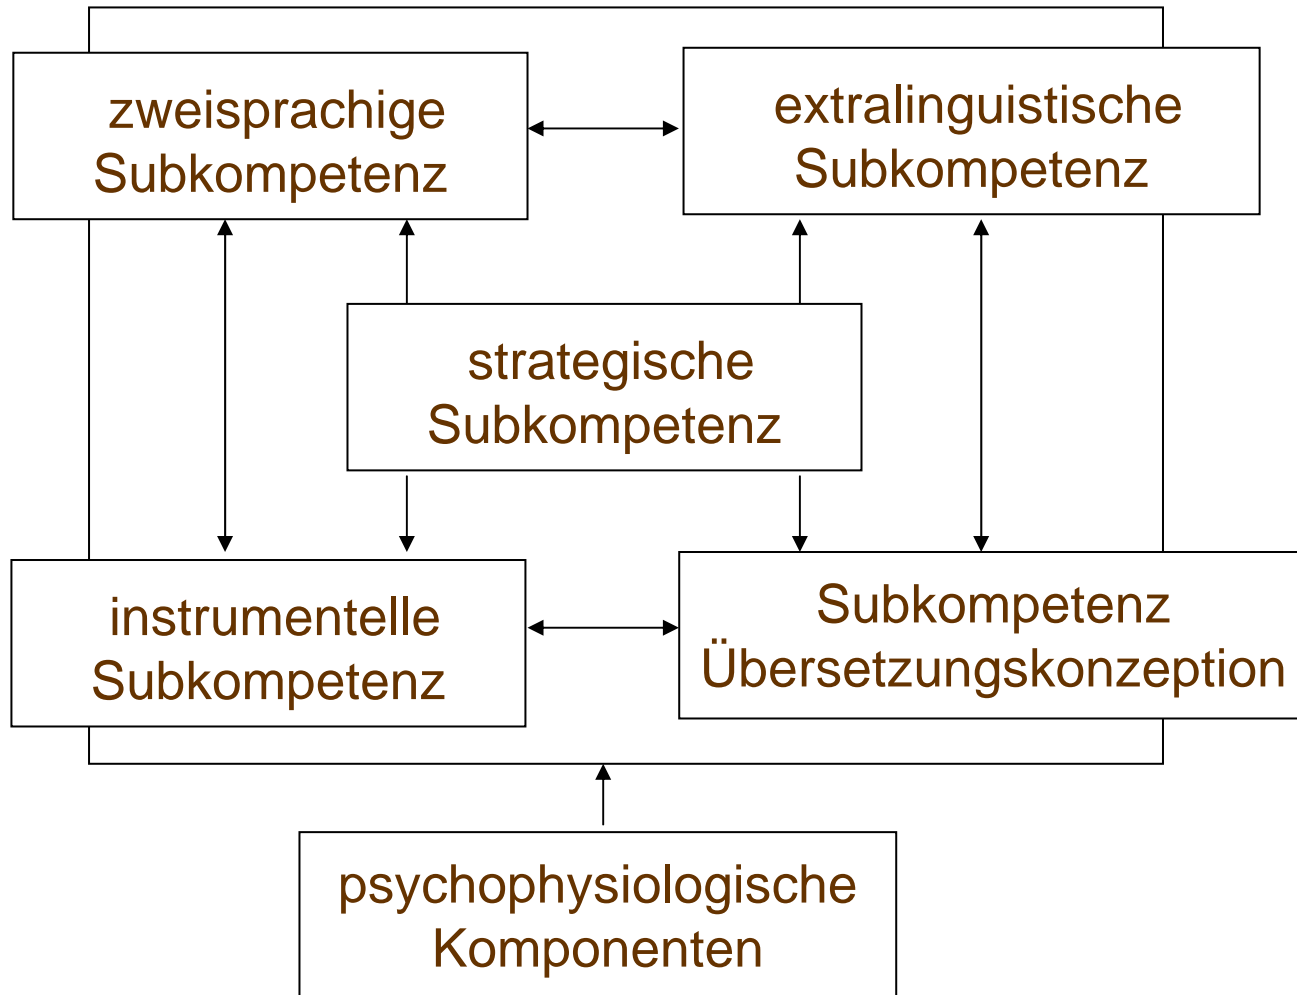 zweisprachige
Subkompetenz
extralinguistische
Subkompetenz
strategische
Subkompetenz
instrumentelle
Subkompetenz
Subkompetenz
Übersetzungskonzeption
psychophysiologische
Komponenten